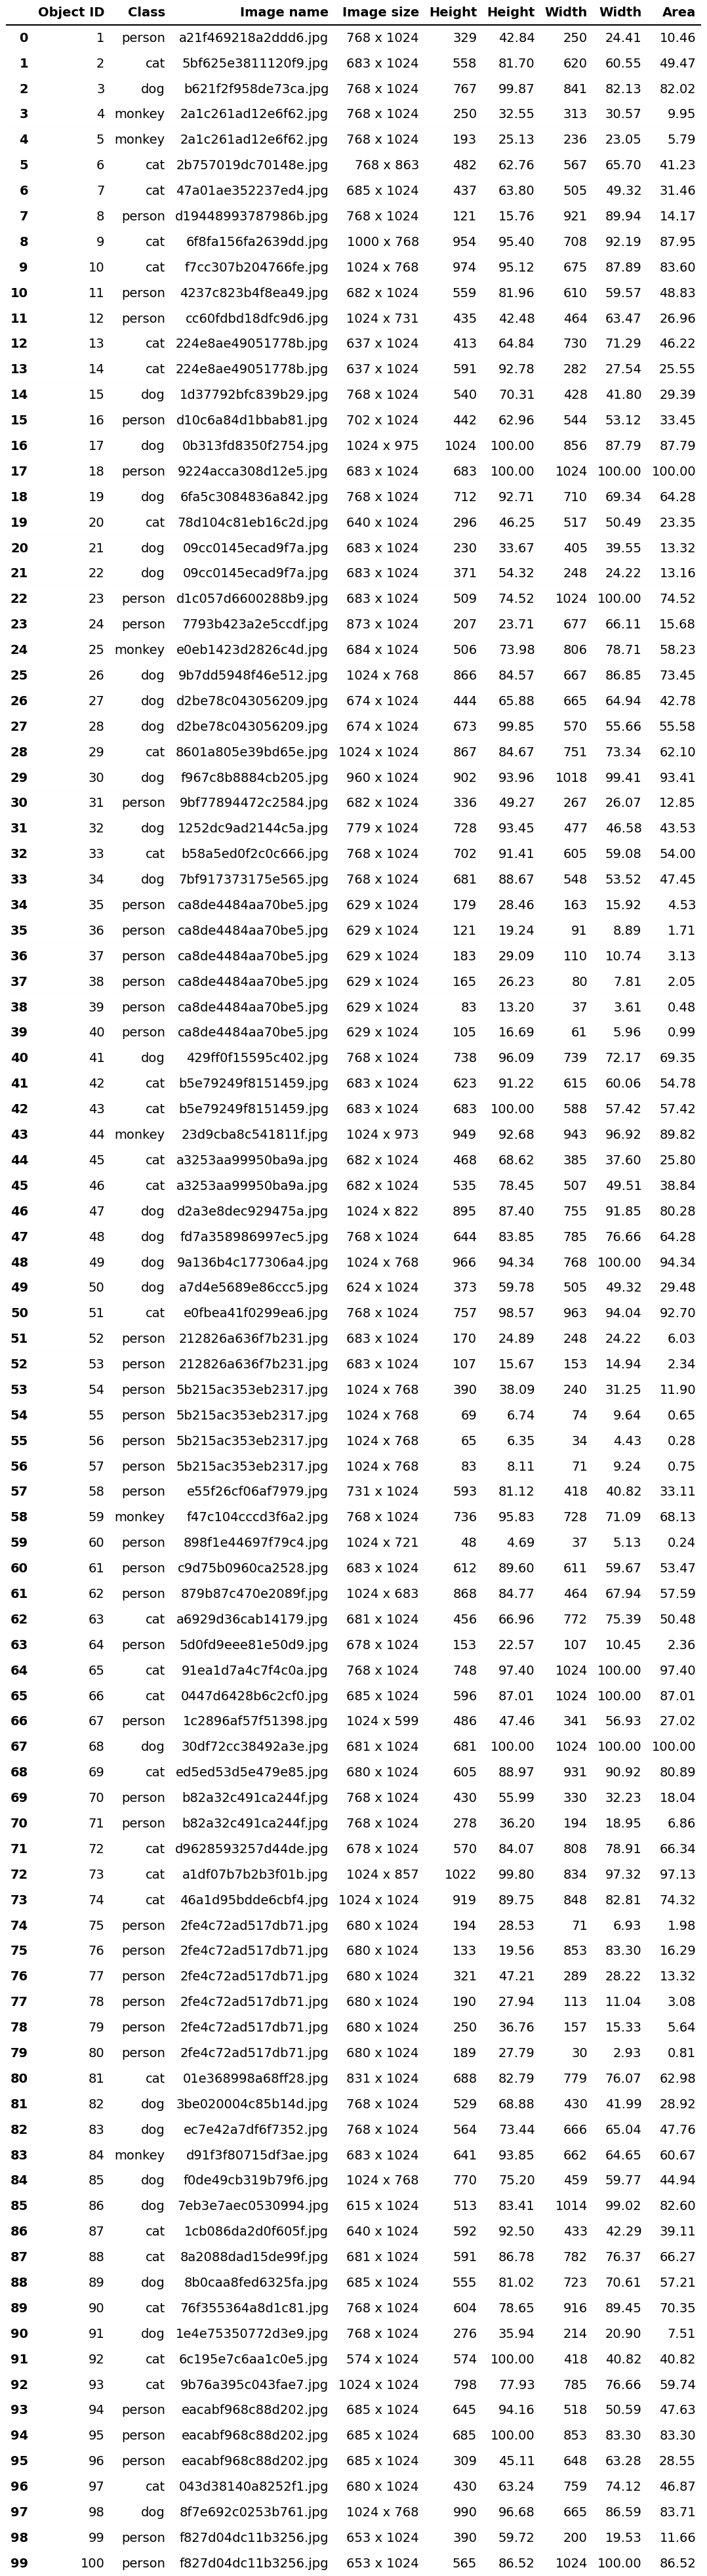 Object ID Class Image name Image size Height Height Width Width Area
0 1 person a21f469218a2ddd6.jpg 768 x 1024 329 42.84 250 24.41 10.46
1 2 cat 5bf625e3811120f9.jpg 683 x 1024 558 81.70 620 60.55 49.47
2 3 dog b621f2f958de73ca.jpg 768 x 1024 767 99.87 841 82.13 82.02
3 4 monkey 2a1c261ad12e6f62.jpg 768 x 1024 250 32.55 313 30.57 9.95
4 5 monkey 2a1c261ad12e6f62.jpg 768 x 1024 193 25.13 236 23.05 5.79
5 6 cat 2b757019dc70148e.jpg 768 x 863 482 62.76 567 65.70 41.23
6 7 cat 47a01ae352237ed4.jpg 685 x 1024 437 63.80 505 49.32 31.46
7 8 person d19448993787986b.jpg 768 x 1024 121 15.76 921 89.94 14.17
8 9 cat 6f8fa156fa2639dd.jpg 1000 x 768 954 95.40 708 92.19 87.95
9 10 cat f7cc307b204766fe.jpg 1024 x 768 974 95.12 675 87.89 83.60
10 11 person 4237c823b4f8ea49.jpg 682 x 1024 559 81.96 610 59.57 48.83
11 12 person cc60fdbd18dfc9d6.jpg 1024 x 731 435 42.48 464 63.47 26.96
12 13 cat 224e8ae49051778b.jpg 637 x 1024 413 64.84 730 71.29 46.22
13 14 cat 224e8ae49051778b.jpg 637 x 1024 591 92.78 282 27.54 25.55
14 15 dog 1d37792bfc839b29.jpg 768 x 1024 540 70.31 428 41.80 29.39
15 16 person d10c6a84d1bbab81.jpg 702 x 1024 442 62.96 544 53.12 33.45
16 17 dog 0b313fd8350f2754.jpg 1024 x 975 1024 100.00 856 87.79 87.79
17 18 person 9224acca308d12e5.jpg 683 x 1024 683 100.00 1024 100.00 100.00
18 19 dog 6fa5c3084836a842.jpg 768 x 1024 712 92.71 710 69.34 64.28
19 20 cat 78d104c81eb16c2d.jpg 640 x 1024 296 46.25 517 50.49 23.35
20 21 dog 09cc0145ecad9f7a.jpg 683 x 1024 230 33.67 405 39.55 13.32
21 22 dog 09cc0145ecad9f7a.jpg 683 x 1024 371 54.32 248 24.22 13.16
22 23 person d1c057d6600288b9.jpg 683 x 1024 509 74.52 1024 100.00 74.52
23 24 person 7793b423a2e5ccdf.jpg 873 x 1024 207 23.71 677 66.11 15.68
24 25 monkey e0eb1423d2826c4d.jpg 684 x 1024 506 73.98 806 78.71 58.23
25 26 dog 9b7dd5948f46e512.jpg 1024 x 768 866 84.57 667 86.85 73.45
26 27 dog d2be78c043056209.jpg 674 x 1024 444 65.88 665 64.94 42.78
27 28 dog d2be78c043056209.jpg 674 x 1024 673 99.85 570 55.66 55.58
28 29 cat 8601a805e39bd65e.jpg 1024 x 1024 867 84.67 751 73.34 62.10
29 30 dog f967c8b8884cb205.jpg 960 x 1024 902 93.96 1018 99.41 93.41
30 31 person 9bf77894472c2584.jpg 682 x 1024 336 49.27 267 26.07 12.85
31 32 dog 1252dc9ad2144c5a.jpg 779 x 1024 728 93.45 477 46.58 43.53
32 33 cat b58a5ed0f2c0c666.jpg 768 x 1024 702 91.41 605 59.08 54.00
33 34 dog 7bf917373175e565.jpg 768 x 1024 681 88.67 548 53.52 47.45
34 35 person ca8de4484aa70be5.jpg 629 x 1024 179 28.46 163 15.92 4.53
35 36 person ca8de4484aa70be5.jpg 629 x 1024 121 19.24 91 8.89 1.71
36 37 person ca8de4484aa70be5.jpg 629 x 1024 183 29.09 110 10.74 3.13
37 38 person ca8de4484aa70be5.jpg 629 x 1024 165 26.23 80 7.81 2.05
38 39 person ca8de4484aa70be5.jpg 629 x 1024 83 13.20 37 3.61 0.48
39 40 person ca8de4484aa70be5.jpg 629 x 1024 105 16.69 61 5.96 0.99
40 41 dog 429ff0f15595c402.jpg 768 x 1024 738 96.09 739 72.17 69.35
41 42 cat b5e79249f8151459.jpg 683 x 1024 623 91.22 615 60.06 54.78
42 43 cat b5e79249f8151459.jpg 683 x 1024 683 100.00 588 57.42 57.42
43 44 monkey 23d9cba8c541811f.jpg 1024 x 973 949 92.68 943 96.92 89.82
44 45 cat a3253aa99950ba9a.jpg 682 x 1024 468 68.62 385 37.60 25.80
45 46 cat a3253aa99950ba9a.jpg 682 x 1024 535 78.45 507 49.51 38.84
46 47 dog d2a3e8dec929475a.jpg 1024 x 822 895 87.40 755 91.85 80.28
47 48 dog fd7a358986997ec5.jpg 768 x 1024 644 83.85 785 76.66 64.28
48 49 dog 9a136b4c177306a4.jpg 1024 x 768 966 94.34 768 100.00 94.34
49 50 dog a7d4e5689e86ccc5.jpg 624 x 1024 373 59.78 505 49.32 29.48
50 51 cat e0fbea41f0299ea6.jpg 768 x 1024 757 98.57 963 94.04 92.70
51 52 person 212826a636f7b231.jpg 683 x 1024 170 24.89 248 24.22 6.03
52 53 person 212826a636f7b231.jpg 683 x 1024 107 15.67 153 14.94 2.34
53 54 person 5b215ac353eb2317.jpg 1024 x 768 390 38.09 240 31.25 11.90
54 55 person 5b215ac353eb2317.jpg 1024 x 768 69 6.74 74 9.64 0.65
55 56 person 5b215ac353eb2317.jpg 1024 x 768 65 6.35 34 4.43 0.28
56 57 person 5b215ac353eb2317.jpg 1024 x 768 83 8.11 71 9.24 0.75
57 58 person e55f26cf06af7979.jpg 731 x 1024 593 81.12 418 40.82 33.11
58 59 monkey f47c104cccd3f6a2.jpg 768 x 1024 736 95.83 728 71.09 68.13
59 60 person 898f1e44697f79c4.jpg 1024 x 721 48 4.69 37 5.13 0.24
60 61 person c9d75b0960ca2528.jpg 683 x 1024 612 89.60 611 59.67 53.47
61 62 person 879b87c470e2089f.jpg 1024 x 683 868 84.77 464 67.94 57.59
62 63 cat a6929d36cab14179.jpg 681 x 1024 456 66.96 772 75.39 50.48
63 64 person 5d0fd9eee81e50d9.jpg 678 x 1024 153 22.57 107 10.45 2.36
64 65 cat 91ea1d7a4c7f4c0a.jpg 768 x 1024 748 97.40 1024 100.00 97.40
65 66 cat 0447d6428b6c2cf0.jpg 685 x 1024 596 87.01 1024 100.00 87.01
66 67 person 1c2896af57f51398.jpg 1024 x 599 486 47.46 341 56.93 27.02
67 68 dog 30df72cc38492a3e.jpg 681 x 1024 681 100.00 1024 100.00 100.00
68 69 cat ed5ed53d5e479e85.jpg 680 x 1024 605 88.97 931 90.92 80.89
69 70 person b82a32c491ca244f.jpg 768 x 1024 430 55.99 330 32.23 18.04
70 71 person b82a32c491ca244f.jpg 768 x 1024 278 36.20 194 18.95 6.86
71 72 cat d9628593257d44de.jpg 678 x 1024 570 84.07 808 78.91 66.34
72 73 cat a1df07b7b2b3f01b.jpg 1024 x 857 1022 99.80 834 97.32 97.13
73 74 cat 46a1d95bdde6cbf4.jpg 1024 x 1024 919 89.75 848 82.81 74.32
74 75 person 2fe4c72ad517db71.jpg 680 x 1024 194 28.53 71 6.93 1.98
75 76 person 2fe4c72ad517db71.jpg 680 x 1024 133 19.56 853 83.30 16.29
76 77 person 2fe4c72ad517db71.jpg 680 x 1024 321 47.21 289 28.22 13.32
77 78 person 2fe4c72ad517db71.jpg 680 x 1024 190 27.94 113 11.04 3.08
78 79 person 2fe4c72ad517db71.jpg 680 x 1024 250 36.76 157 15.33 5.64
79 80 person 2fe4c72ad517db71.jpg 680 x 1024 189 27.79 30 2.93 0.81
80 81 cat 01e368998a68ff28.jpg 831 x 1024 688 82.79 779 76.07 62.98
81 82 dog 3be020004c85b14d.jpg 768 x 1024 529 68.88 430 41.99 28.92
82 83 dog ec7e42a7df6f7352.jpg 768 x 1024 564 73.44 666 65.04 47.76
83 84 monkey d91f3f80715df3ae.jpg 683 x 1024 641 93.85 662 64.65 60.67
84 85 dog f0de49cb319b79f6.jpg 1024 x 768 770 75.20 459 59.77 44.94
85 86 dog 7eb3e7aec0530994.jpg 615 x 1024 513 83.41 1014 99.02 82.60
86 87 cat 1cb086da2d0f605f.jpg 640 x 1024 592 92.50 433 42.29 39.11
87 88 cat 8a2088dad15de99f.jpg 681 x 1024 591 86.78 782 76.37 66.27
88 89 dog 8b0caa8fed6325fa.jpg 685 x 1024 555 81.02 723 70.61 57.21
89 90 cat 76f355364a8d1c81.jpg 768 x 1024 604 78.65 916 89.45 70.35
90 91 dog 1e4e75350772d3e9.jpg 768 x 1024 276 35.94 214 20.90 7.51
91 92 cat 6c195e7c6aa1c0e5.jpg 574 x 1024 574 100.00 418 40.82 40.82
92 93 cat 9b76a395c043fae7.jpg 1024 x 1024 798 77.93 785 76.66 59.74
93 94 person eacabf968c88d202.jpg 685 x 1024 645 94.16 518 50.59 47.63
94 95 person eacabf968c88d202.jpg 685 x 1024 685 100.00 853 83.30 83.30
95 96 person eacabf968c88d202.jpg 685 x 1024 309 45.11 648 63.28 28.55
96 97 cat 043d38140a8252f1.jpg 680 x 1024 430 63.24 759 74.12 46.87
97 98 dog 8f7e692c0253b761.jpg 1024 x 768 990 96.68 665 86.59 83.71
98 99 person f827d04dc11b3256.jpg 653 x 1024 390 59.72 200 19.53 11.66
99 100 person f827d04dc11b3256.jpg 653 x 1024 565 86.52 1024 100.00 86.52